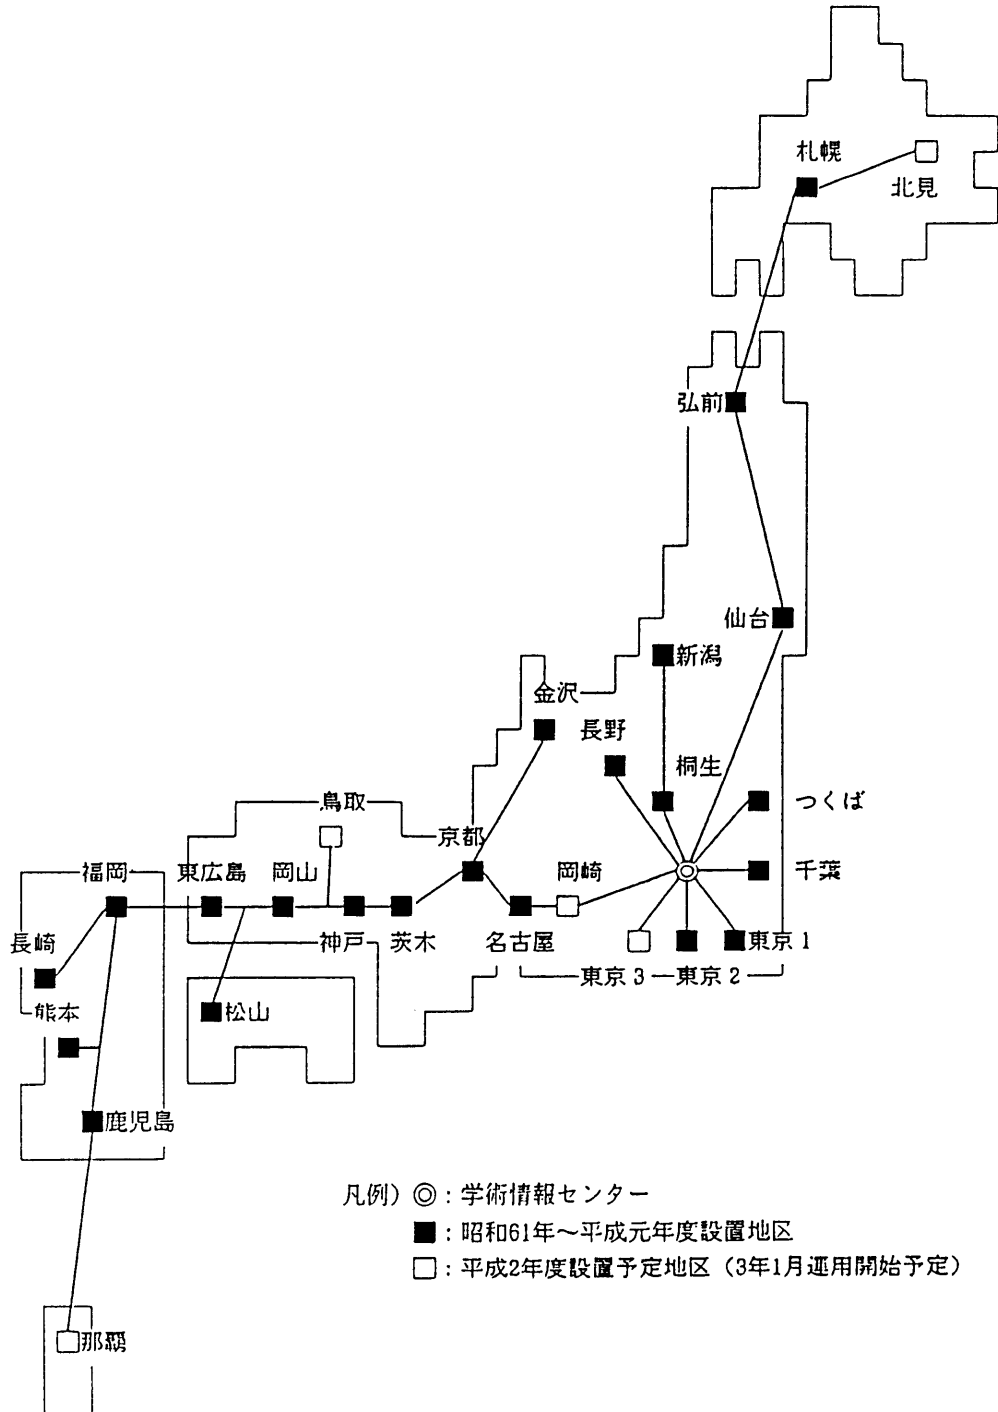 札幌
北見
弘前
仙台
新潟
金沢
長野
桐生
鳥取
つくば
京都
福岡
東広島
岡山
岡崎
千葉
長崎
神戸
茨木
名古屋
東京1
東京3
東京2
熊本
松山
鹿児島
凡例)◎:学術情報センター
■:昭和61年~平成元年度設置地区
□:平成2年度設置予定地区(3年1月運用開始予定)
那覇